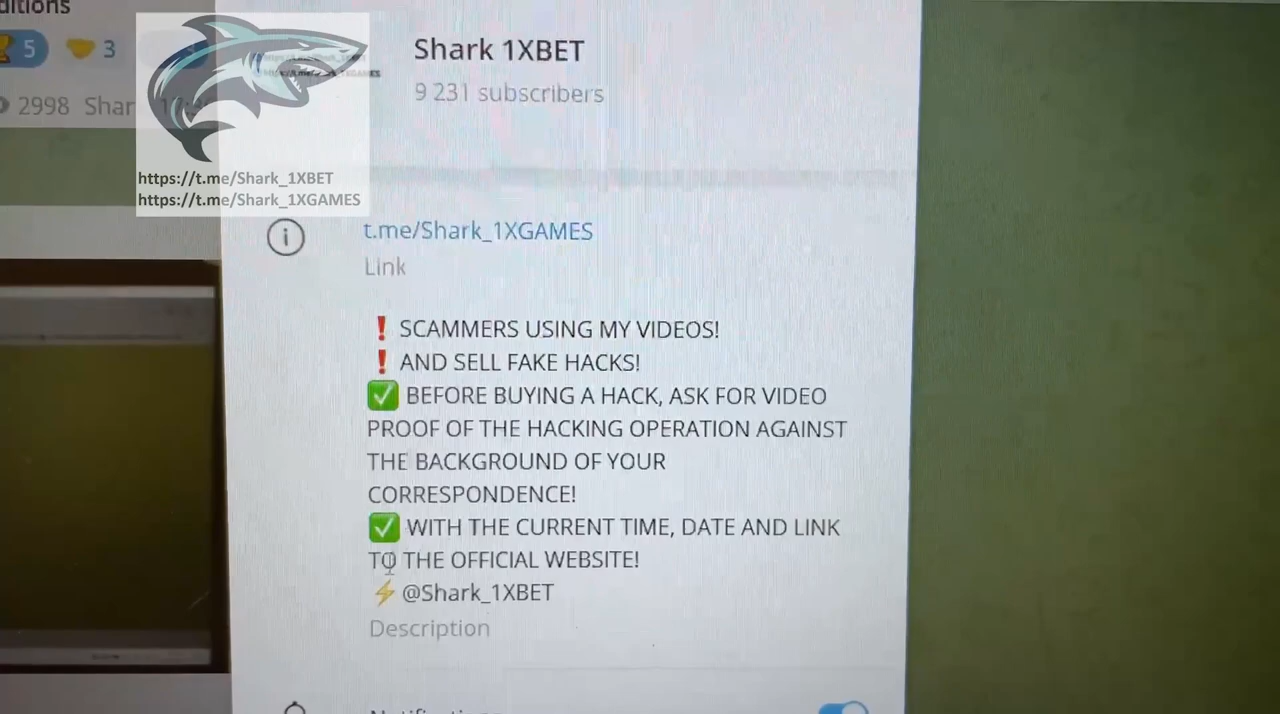 ditions
5
3
2998 Shar
https://t.me/Shark_1XBET
https://t.me/Shark_1XGAMES
Shark 1XBET
9 231 subscribers
t.me/Shark_1XGAMES
Link
❗ SCAMMERS USING MY VIDEOS!
❗ AND SELL FAKE HACKS!
✅ BEFORE BUYING A HACK, ASK FOR VIDEO
PROOF OF THE HACKING OPERATION AGAINST
THE BACKGROUND OF YOUR
CORRESPONDENCE!
✅ WITH THE CURRENT TIME, DATE AND LINK
TO THE OFFICIAL WEBSITE!
⚡ @Shark_1XBET
Description
Notifications